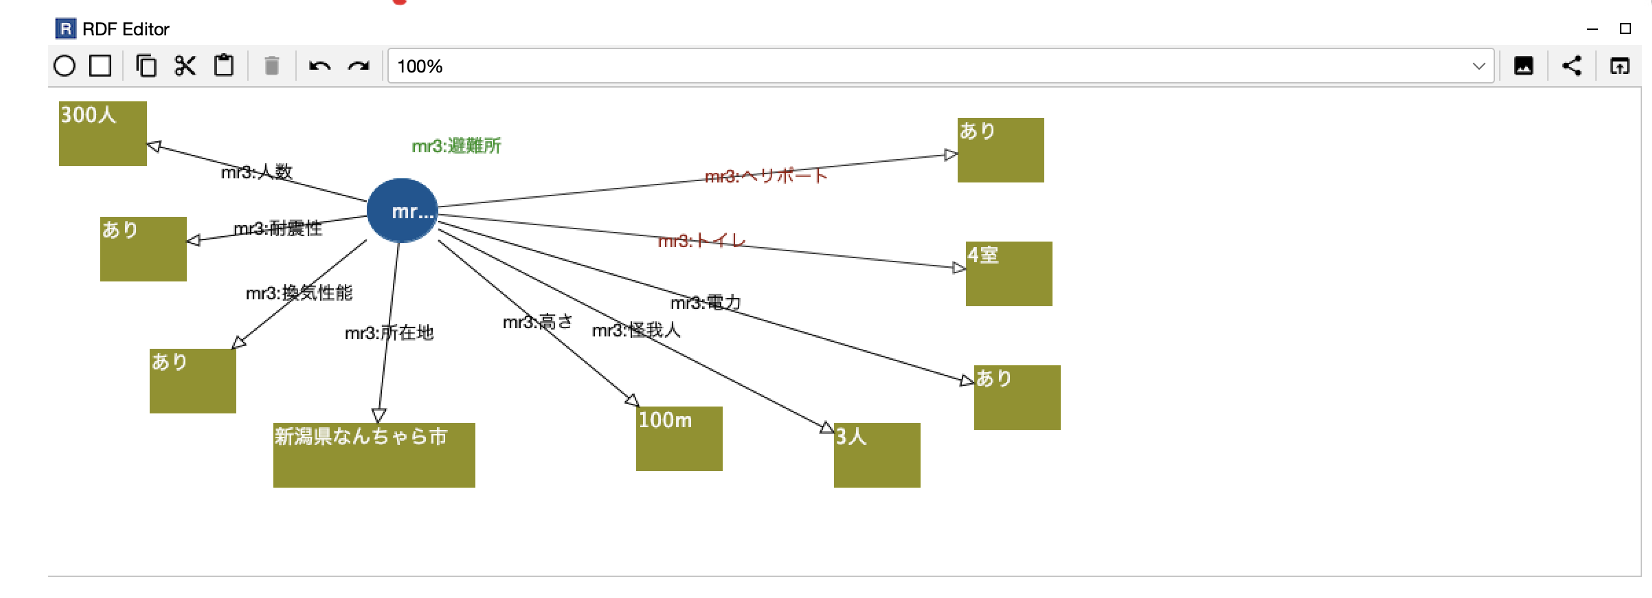 R RDF Editor
100%
300人
mr3:避難所
あり
mr3:人数
mr3:ヘリポート
mr...
あり
mr3:耐震性
mr3:トイレ
4室
mr3:換気性能
mr3:電力
mr3:高さ
mr3:怪我人
mr3:所在地
あり
あり
100m
新潟県なんちゃら市
3人